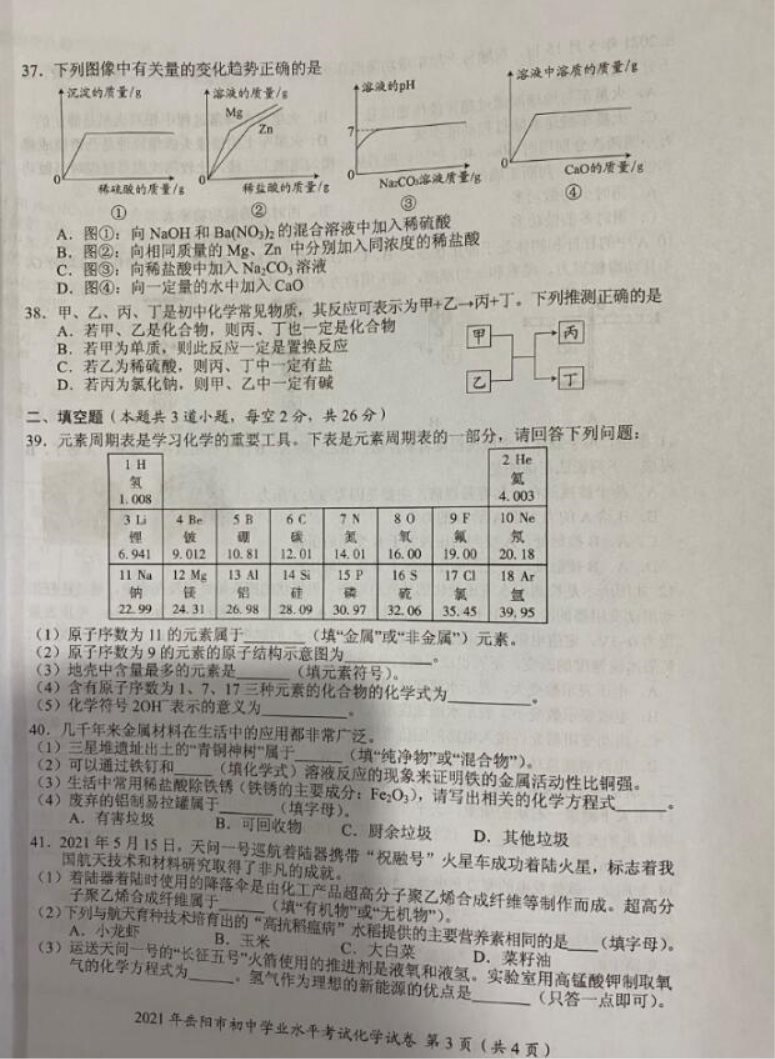 37．下列图像中有关量的变化趋势正确的是
沉淀的质量/g
0
稀硫酸的质量/g
①
溶液的质量/g
Mg
Zn
0
稀盐酸的质量/g
②
溶液的pH
7
0
Na₂CO₃溶液质量/g
③
溶液中溶质的质量/g
0
CaO的质量/g
④
A．图①：向 NaOH 和 Ba(NO₃)₂ 的混合溶液中加入稀硫酸
B．图②：向相同质量的 Mg、Zn 中分别加入同浓度的稀盐酸
C．图③：向稀盐酸中加入 Na₂CO₃ 溶液
D．图④：向一定量的水中加入 CaO
38．甲、乙、丙、丁是初中化学常见物质，其反应可表示为甲+乙→丙+丁。下列推测正确的是
A．若甲、乙是化合物，则丙、丁也一定是化合物
B．若甲为单质，则此反应一定是置换反应
C．若乙为稀硫酸，则丙、丁中一定有盐
D．若丙为氯化钠，则甲、乙中一定有碱
甲 丙
乙 丁
二、填空题（本题共 3 道小题，每空 2 分，共 26 分）
39．元素周期表是学习化学的重要工具。下表是元素周期表的一部分，请回答下列问题：
1 H 2 He
氢 氦
1.008 4.003
3 Li 4 Be 5 B 6 C 7 N 8 O 9 F 10 Ne
锂 铍 硼 碳 氮 氧 氟 氖
6.941 9.012 10.81 12.01 14.01 16.00 19.00 20.18
11 Na 12 Mg 13 Al 14 Si 15 P 16 S 17 Cl 18 Ar
钠 镁 铝 硅 磷 硫 氯 氩
22.99 24.31 26.98 28.09 30.97 32.06 35.45 39.95
（1）原子序数为 11 的元素属于______（填“金属”或“非金属”）元素。
（2）原子序数为 9 的元素的原子结构示意图为______。
（3）地壳中含量最多的元素是______（填元素符号）。
（4）含有原子序数为 1、7、17 三种元素的化合物的化学式为______。
（5）化学符号 2OH⁻表示的意义为______。
40．几千年来金属材料在生活中的应用都非常广泛。
（1）三星堆遗址出土的“青铜神树”属于______（填“纯净物”或“混合物”）。
（2）可以通过铁钉和______（填化学式）溶液反应的现象来证明铁的金属活动性比铜强。
（3）生活中常用稀盐酸除铁锈（铁锈的主要成分：Fe₂O₃），请写出相关的化学方程式______。
（4）废弃的铝制易拉罐属于______（填字母）。
A．有害垃圾 B．可回收物 C．厨余垃圾 D．其他垃圾
41．2021 年 5 月 15 日，天问一号巡航着陆器携带“祝融号”火星车成功着陆火星，标志着我
国航天技术和材料研究取得了非凡的成就。
（1）着陆器着陆时使用的降落伞是由化工产品超高分子聚乙烯合成纤维等制作而成。超高分
子聚乙烯合成纤维属于______（填“有机物”或“无机物”）。
（2）下列与航天育种技术培育出的“高抗稻瘟病”水稻提供的主要营养素相同的是____（填字母）。
A．小龙虾 B．玉米 C．大白菜 D．菜籽油
（3）运送天问一号的“长征五号”火箭使用的推进剂是液氧和液氢。实验室用高锰酸钾制取氧
气的化学方程式为______。氢气作为理想的新能源的优点是______（只答一点即可）。
2021 年岳阳市初中学业水平考试化学试卷 第 3 页（共 4 页）